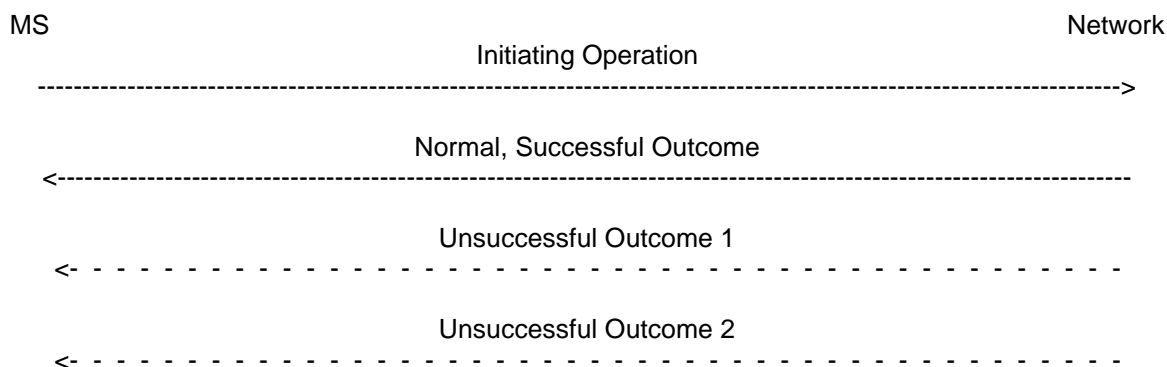 MS Network
Initiating Operation
------------------------------------------------------------------------------------------------------------------------>
Normal, Successful Outcome
<-----------------------------------------------------------------------------------------------------------------------
Unsuccessful Outcome 1
<- - - - - - - - - - - - - - - - - - - - - - - - - - - - - - - - - - - - - - - - - - - -
Unsuccessful Outcome 2
<- - - - - - - - - - - - - - - - - - - - - - - - - - - - - - - - - - - - - - - - - - - -